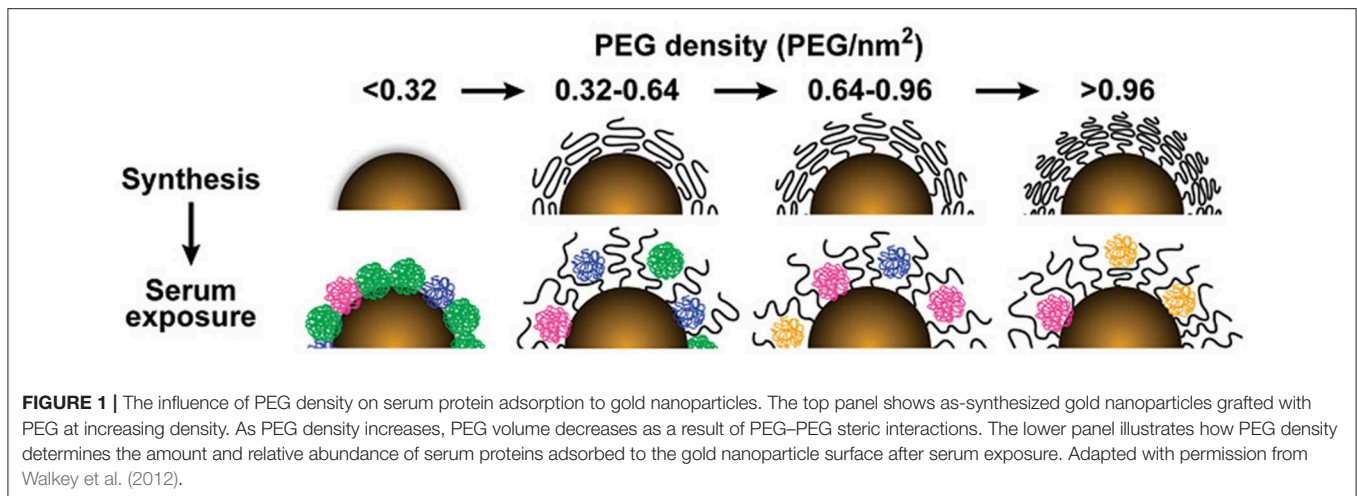 PEG density (PEG/nm²)
<0.32
0.32-0.64
0.64-0.96
>0.96
Synthesis
Serum
exposure
FIGURE 1 | The influence of PEG density on serum protein adsorption to gold nanoparticles. The top panel shows as-synthesized gold nanoparticles grafted with
PEG at increasing density. As PEG density increases, PEG volume decreases as a result of PEG–PEG steric interactions. The lower panel illustrates how PEG density
determines the amount and relative abundance of serum proteins adsorbed to the gold nanoparticle surface after serum exposure. Adapted with permission from
Walkey et al. (2012).